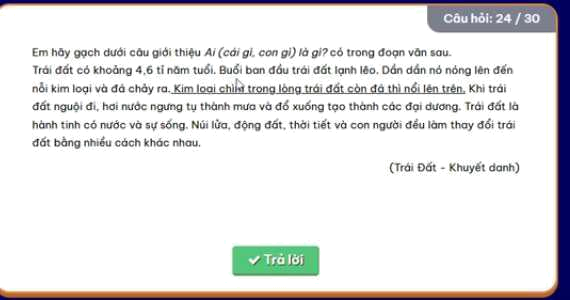 Câu hỏi: 24 / 30
Em hãy gạch dưới câu giới thiệu Ai (cái gì, con gì) là gì? có trong đoạn văn sau.
Trái đất có khoảng 4,6 tỉ năm tuổi. Buổi ban đầu trái đất lạnh lẽo. Dần dần nó nóng lên đến
nỗi kim loại và đá chảy ra. Kim loại chìm trong lòng trái đất còn đá thì nổi lên trên. Khi trái
đất nguội đi, hơi nước ngưng tụ thành mưa và đổ xuống tạo thành các đại dương. Trái đất là
hành tinh có nước và sự sống. Núi lửa, động đất, thời tiết và con người đều làm thay đổi trái
đất bằng nhiều cách khác nhau.
(Trái Đất - Khuyết danh)
Trả lời